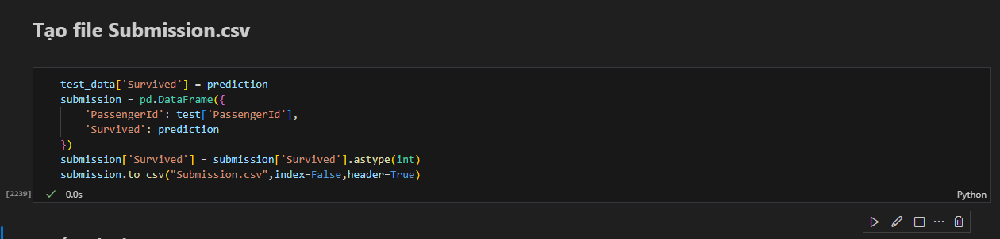 Tạo file Submission.csv
test_data['Survived'] = prediction
submission = pd.DataFrame({
    'PassengerId': test['PassengerId'],
    'Survived': prediction
})
submission['Survived'] = submission['Survived'].astype(int)
submission.to_csv("Submission.csv",index=False,header=True)
[2239] 0.0s Python